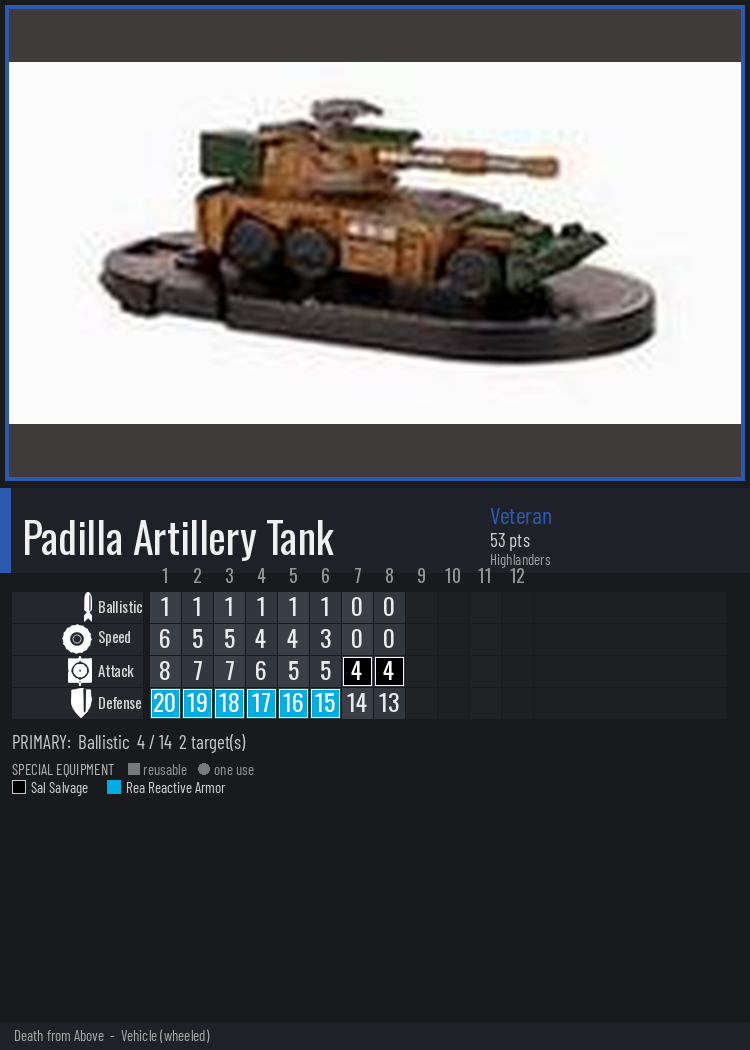 Padilla Artillery Tank
Veteran
53 pts
Highlanders
1 2 3 4 5 6 7 8 9 10 11 12
Ballistic 1 1 1 1 1 1 0 0
Speed 6 5 5 4 4 3 0 0
Attack 8 7 7 6 5 5 4 4
Defense 20 19 18 17 16 15 14 13
PRIMARY: Ballistic 4 / 14 2 target(s)
SPECIAL EQUIPMENT reusable one use
Sal Salvage Rea Reactive Armor
Death from Above - Vehicle (wheeled)